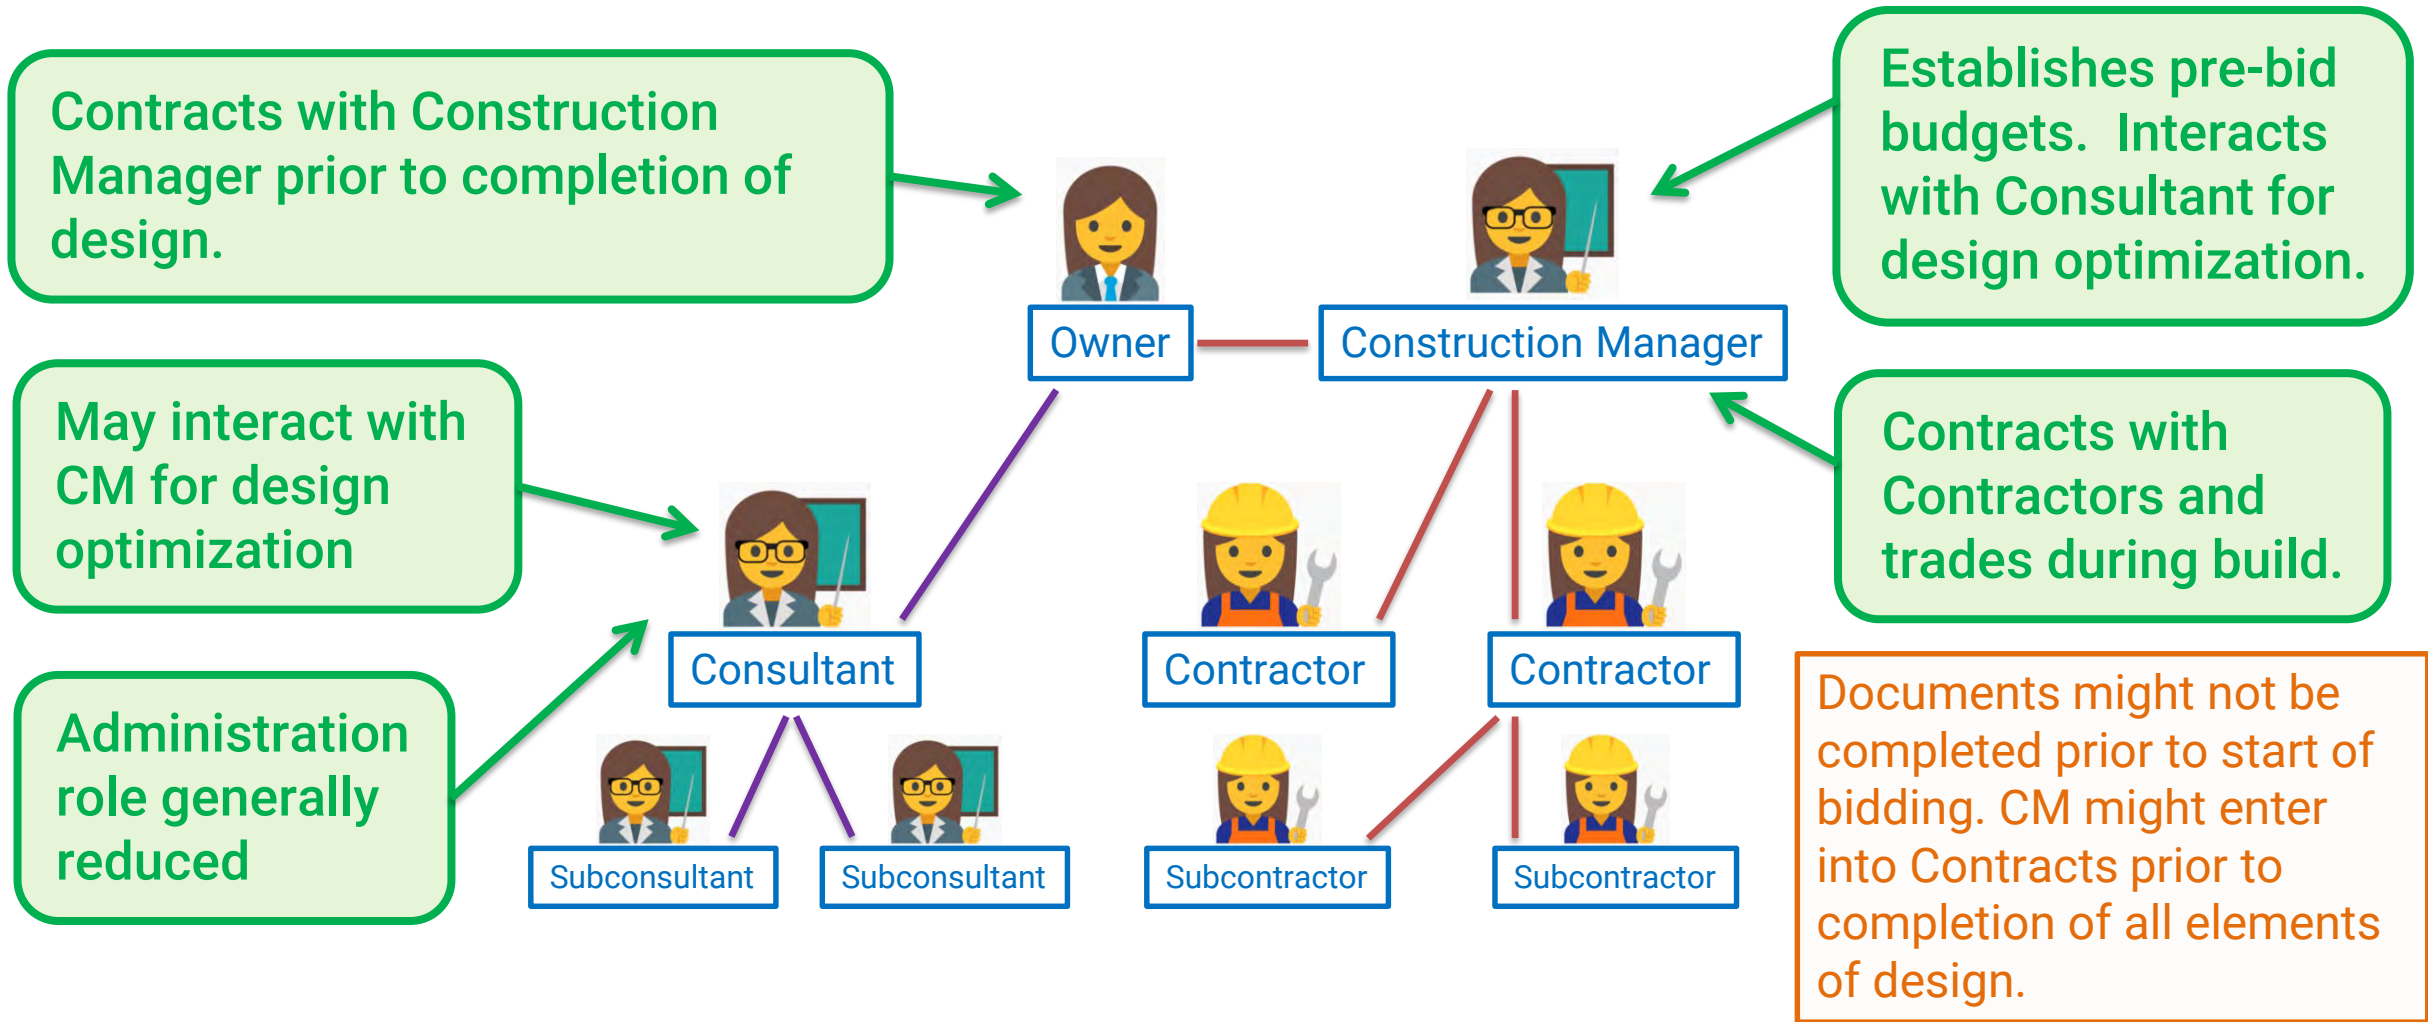 Contracts with Construction
Manager prior to completion of
design.
Establishes pre-bid
budgets.  Interacts
with Consultant for
design optimization.
Owner
Construction Manager
May interact with
CM for design
optimization
Contracts with
Contractors and
trades during build.
Consultant
Contractor
Contractor
Administration
role generally
reduced
Documents might not be
completed prior to start of
bidding. CM might enter
into Contracts prior to
completion of all elements
of design.
Subconsultant
Subconsultant
Subcontractor
Subcontractor